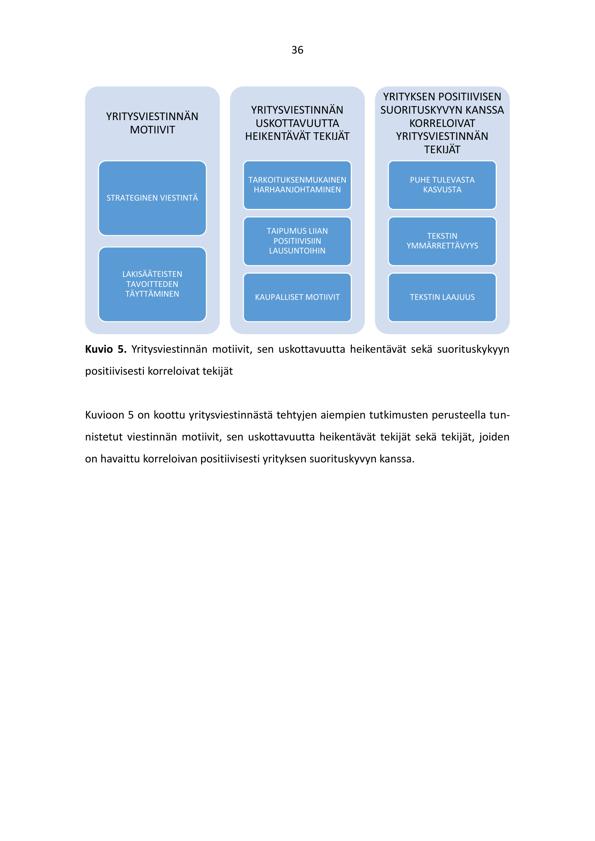 36
YRITYSVIESTINNÄN
MOTIIVIT
STRATEGINEN VIESTINTÄ
LAKISÄÄTEISTEN
TAVOITTEDEN
TÄYTTÄMINEN
YRITYSVIESTINNÄN
USKOTTAVUUTTA
HEIKENTÄVÄT TEKIJÄT
TARKOITUKSENMUKAINEN
HARHAANJOHTAMINEN
TAIPUMUS LIIAN
POSITIIVISIIN
LAUSUNTOIHIN
KAUPALLISET MOTIIVIT
YRITYKSEN POSITIIVISEN
SUORITUSKYVYN KANSSA
KORRELOIVAT
YRITYSVIESTINNÄN
TEKIJÄT
PUHE TULEVASTA
KASVUSTA
TEKSTIN
YMMÄRRETTÄVYYS
TEKSTIN LAAJUUS
Kuvio 5. Yritysviestinnän motiivit, sen uskottavuutta heikentävät sekä suorituskykyyn
positiivisesti korreloivat tekijät
Kuvioon 5 on koottu yritysviestinnästä tehtyjen aiempien tutkimusten perusteella tun-
nistetut viestinnän motiivit, sen uskottavuutta heikentävät tekijät sekä tekijät, joiden
on havaittu korreloivan positiivisesti yrityksen suorituskyvyn kanssa.